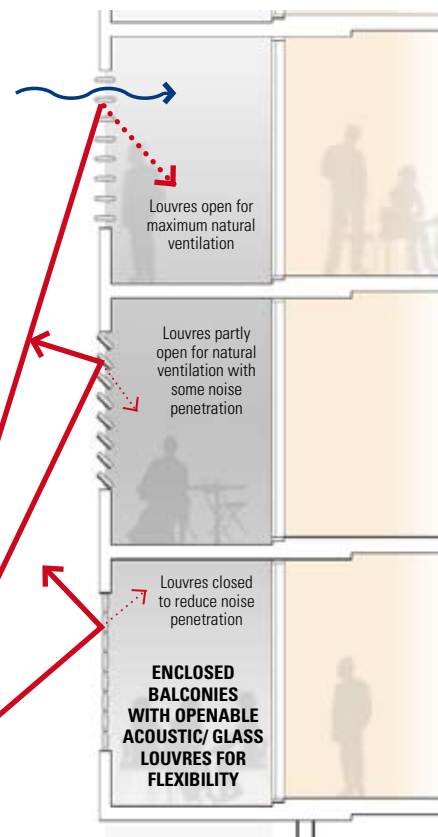 Louvres open for
maximum natural
ventilation
Louvres partly
open for natural
ventilation with
some noise
penetration
Louvres closed
to reduce noise
penetration
ENCLOSED
BALCONIES
WITH OPENABLE
ACOUSTIC/ GLASS
LOUVRES FOR
FLEXIBILITY